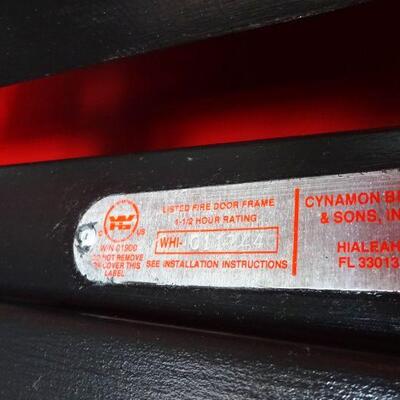 LISTED FIRE DOOR FRAME
1-1/2 HOUR RATING
C US
W/N 01900
WHI-
DO NOT REMOVE
OR COVER THIS
LABEL
SEE INSTALLATION INSTRUCTIONS
CYNAMON B
& SONS, IN
HIALEAH
FL 33013